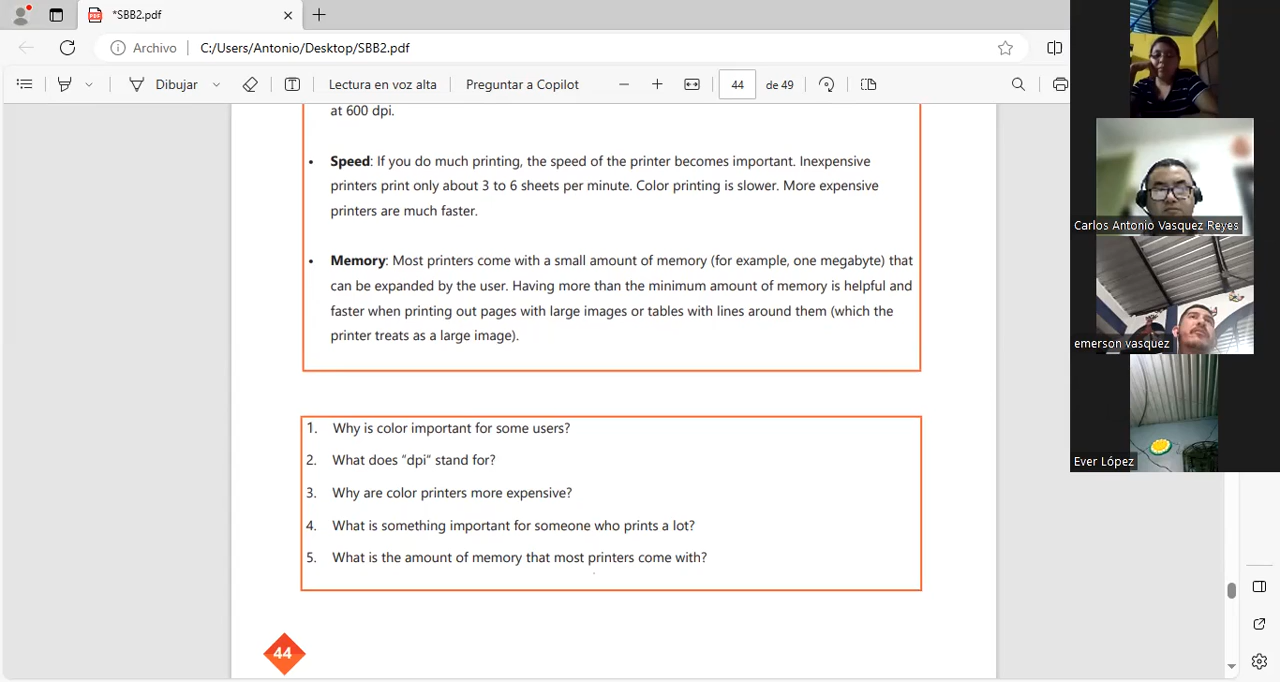 *SBB2.pdf
Archivo
C:/Users/Antonio/Desktop/SBB2.pdf
Dibujar
Lectura en voz alta
Preguntar a Copilot
44
de 49
at 600 dpi.
• Speed: If you do much printing, the speed of the printer becomes important. Inexpensive
printers print only about 3 to 6 sheets per minute. Color printing is slower. More expensive
printers are much faster.
• Memory: Most printers come with a small amount of memory (for example, one megabyte) that
can be expanded by the user. Having more than the minimum amount of memory is helpful and
faster when printing out pages with large images or tables with lines around them (which the
printer treats as a large image).
1. Why is color important for some users?
2. What does "dpi" stand for?
3. Why are color printers more expensive?
4. What is something important for someone who prints a lot?
5. What is the amount of memory that most printers come with?
44
Carlos Antonio Vasquez Reyes
emerson vasquez
Ever López